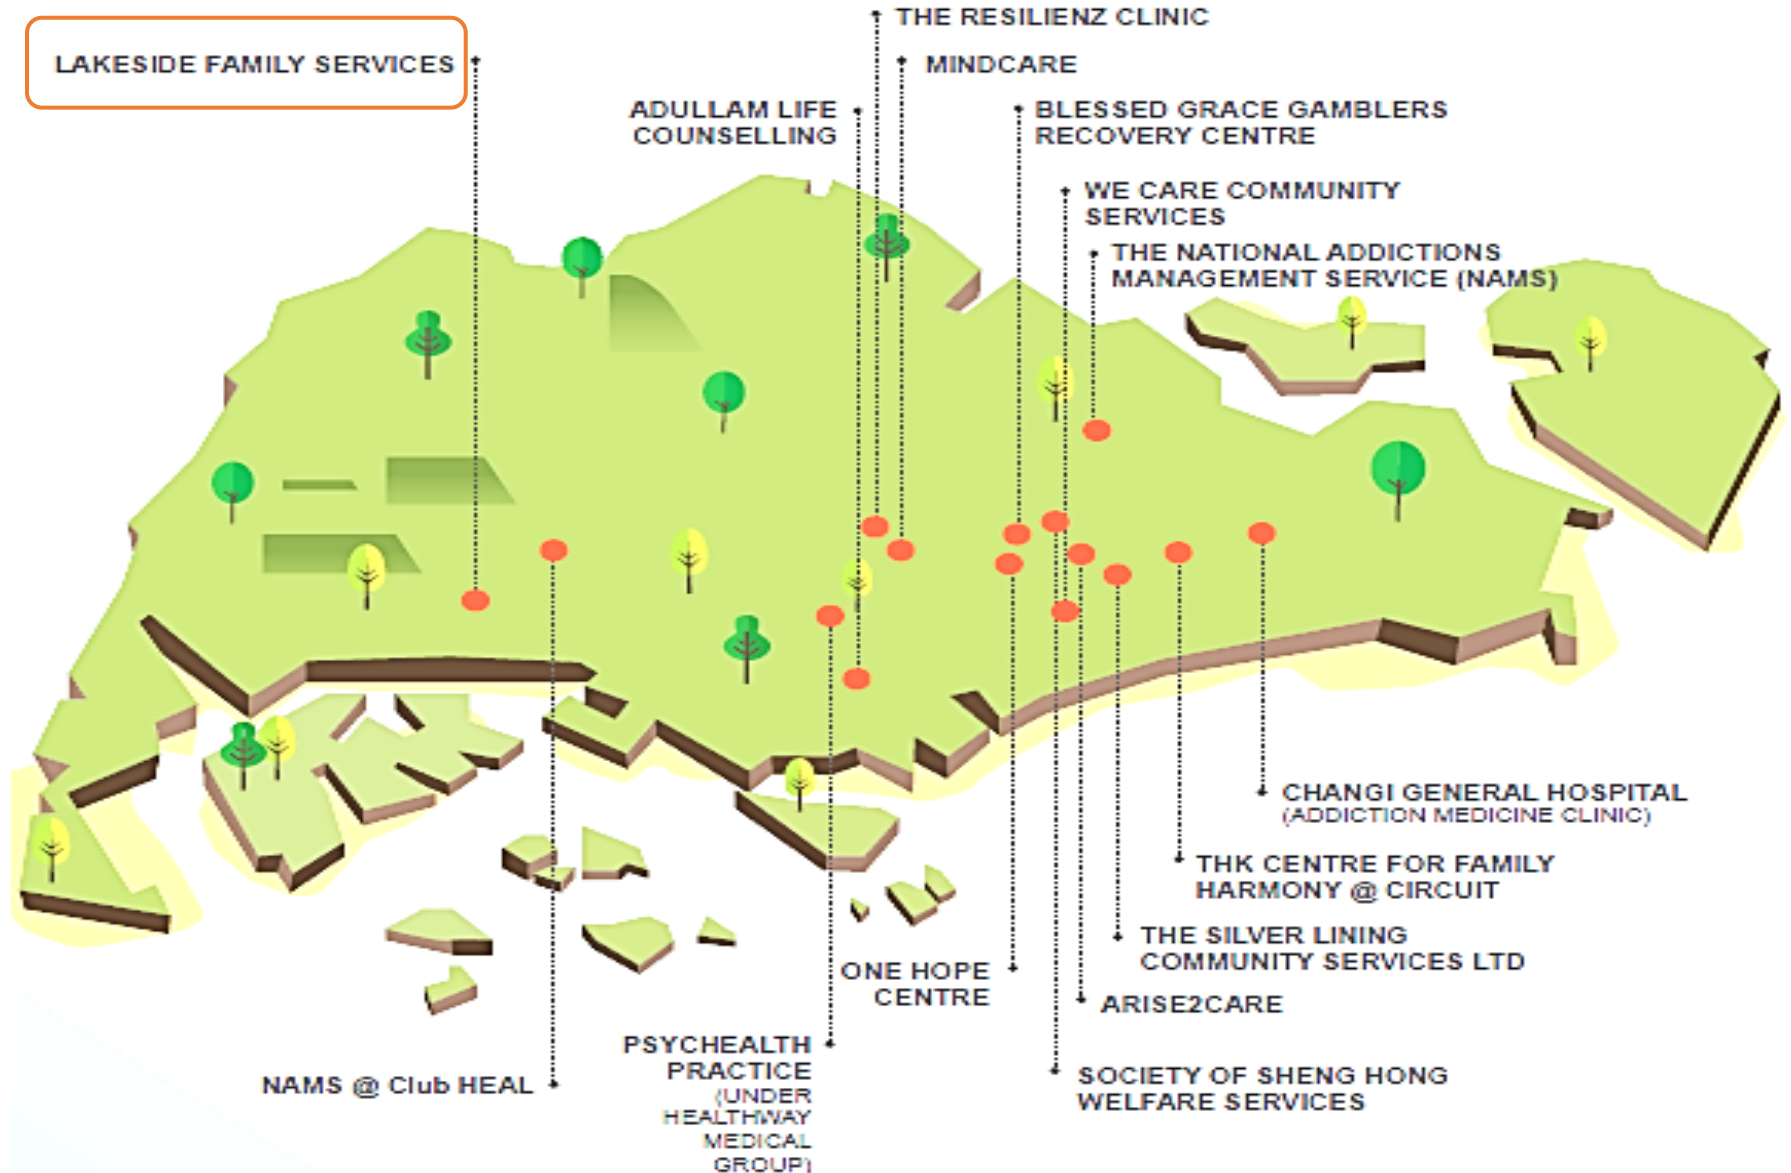 THE RESILIENZ CLINIC
LAKESIDE FAMILY SERVICES
MINDCARE
ADULLAM LIFE
COUNSELLING
BLESSED GRACE GAMBLERS
RECOVERY CENTRE
WE CARE COMMUNITY
SERVICES
THE NATIONAL ADDICTIONS
MANAGEMENT SERVICE (NAMS)
CHANGI GENERAL HOSPITAL
(ADDICTION MEDICINE CLINIC)
THK CENTRE FOR FAMILY
HARMONY @ CIRCUIT
THE SILVER LINING
COMMUNITY SERVICES LTD
ONE HOPE
CENTRE
ARISE2CARE
PSYCHEALTH
PRACTICE
(UNDER
HEALTHWAY
MEDICAL
GROUP)
NAMS @ Club HEAL
SOCIETY OF SHENG HONG
WELFARE SERVICES